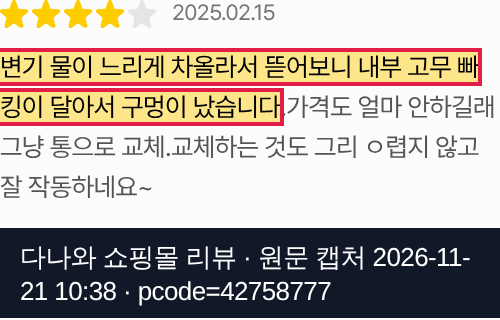 2025.02.15
변기 물이 느리게 차올라서 뜯어보니 내부 고무 빠
킹이 닳아서 구멍이 났습니다.가격도 얼마 안하길래
그냥 통으로 교체.교체하는 것도 그리 ㅇ렵지 않고
잘 작동하네요~
다나와 쇼핑몰 리뷰 · 원문 캡처 2026-11-
21 10:38 · pcode=42758777